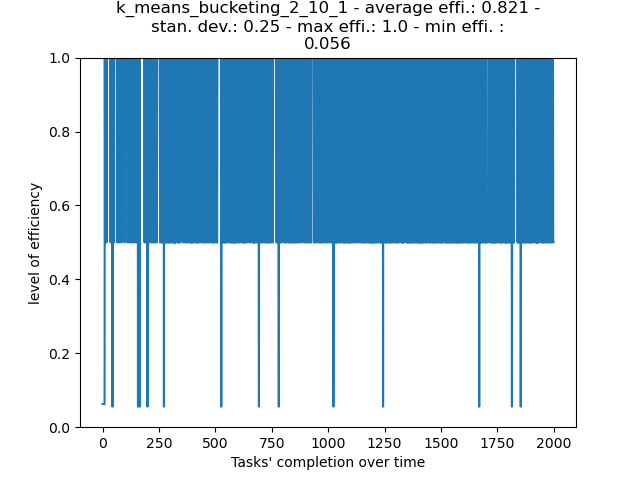 k_means_bucketing_2_10_1 - average effi.: 0.821 -
stan. dev.: 0.25 - max effi.: 1.0 - min effi. :
0.056
1.0
0.8
0.6
0.4
0.2
0.0
level of efficiency
0 250 500 750 1000 1250 1500 1750 2000
Tasks' completion over time